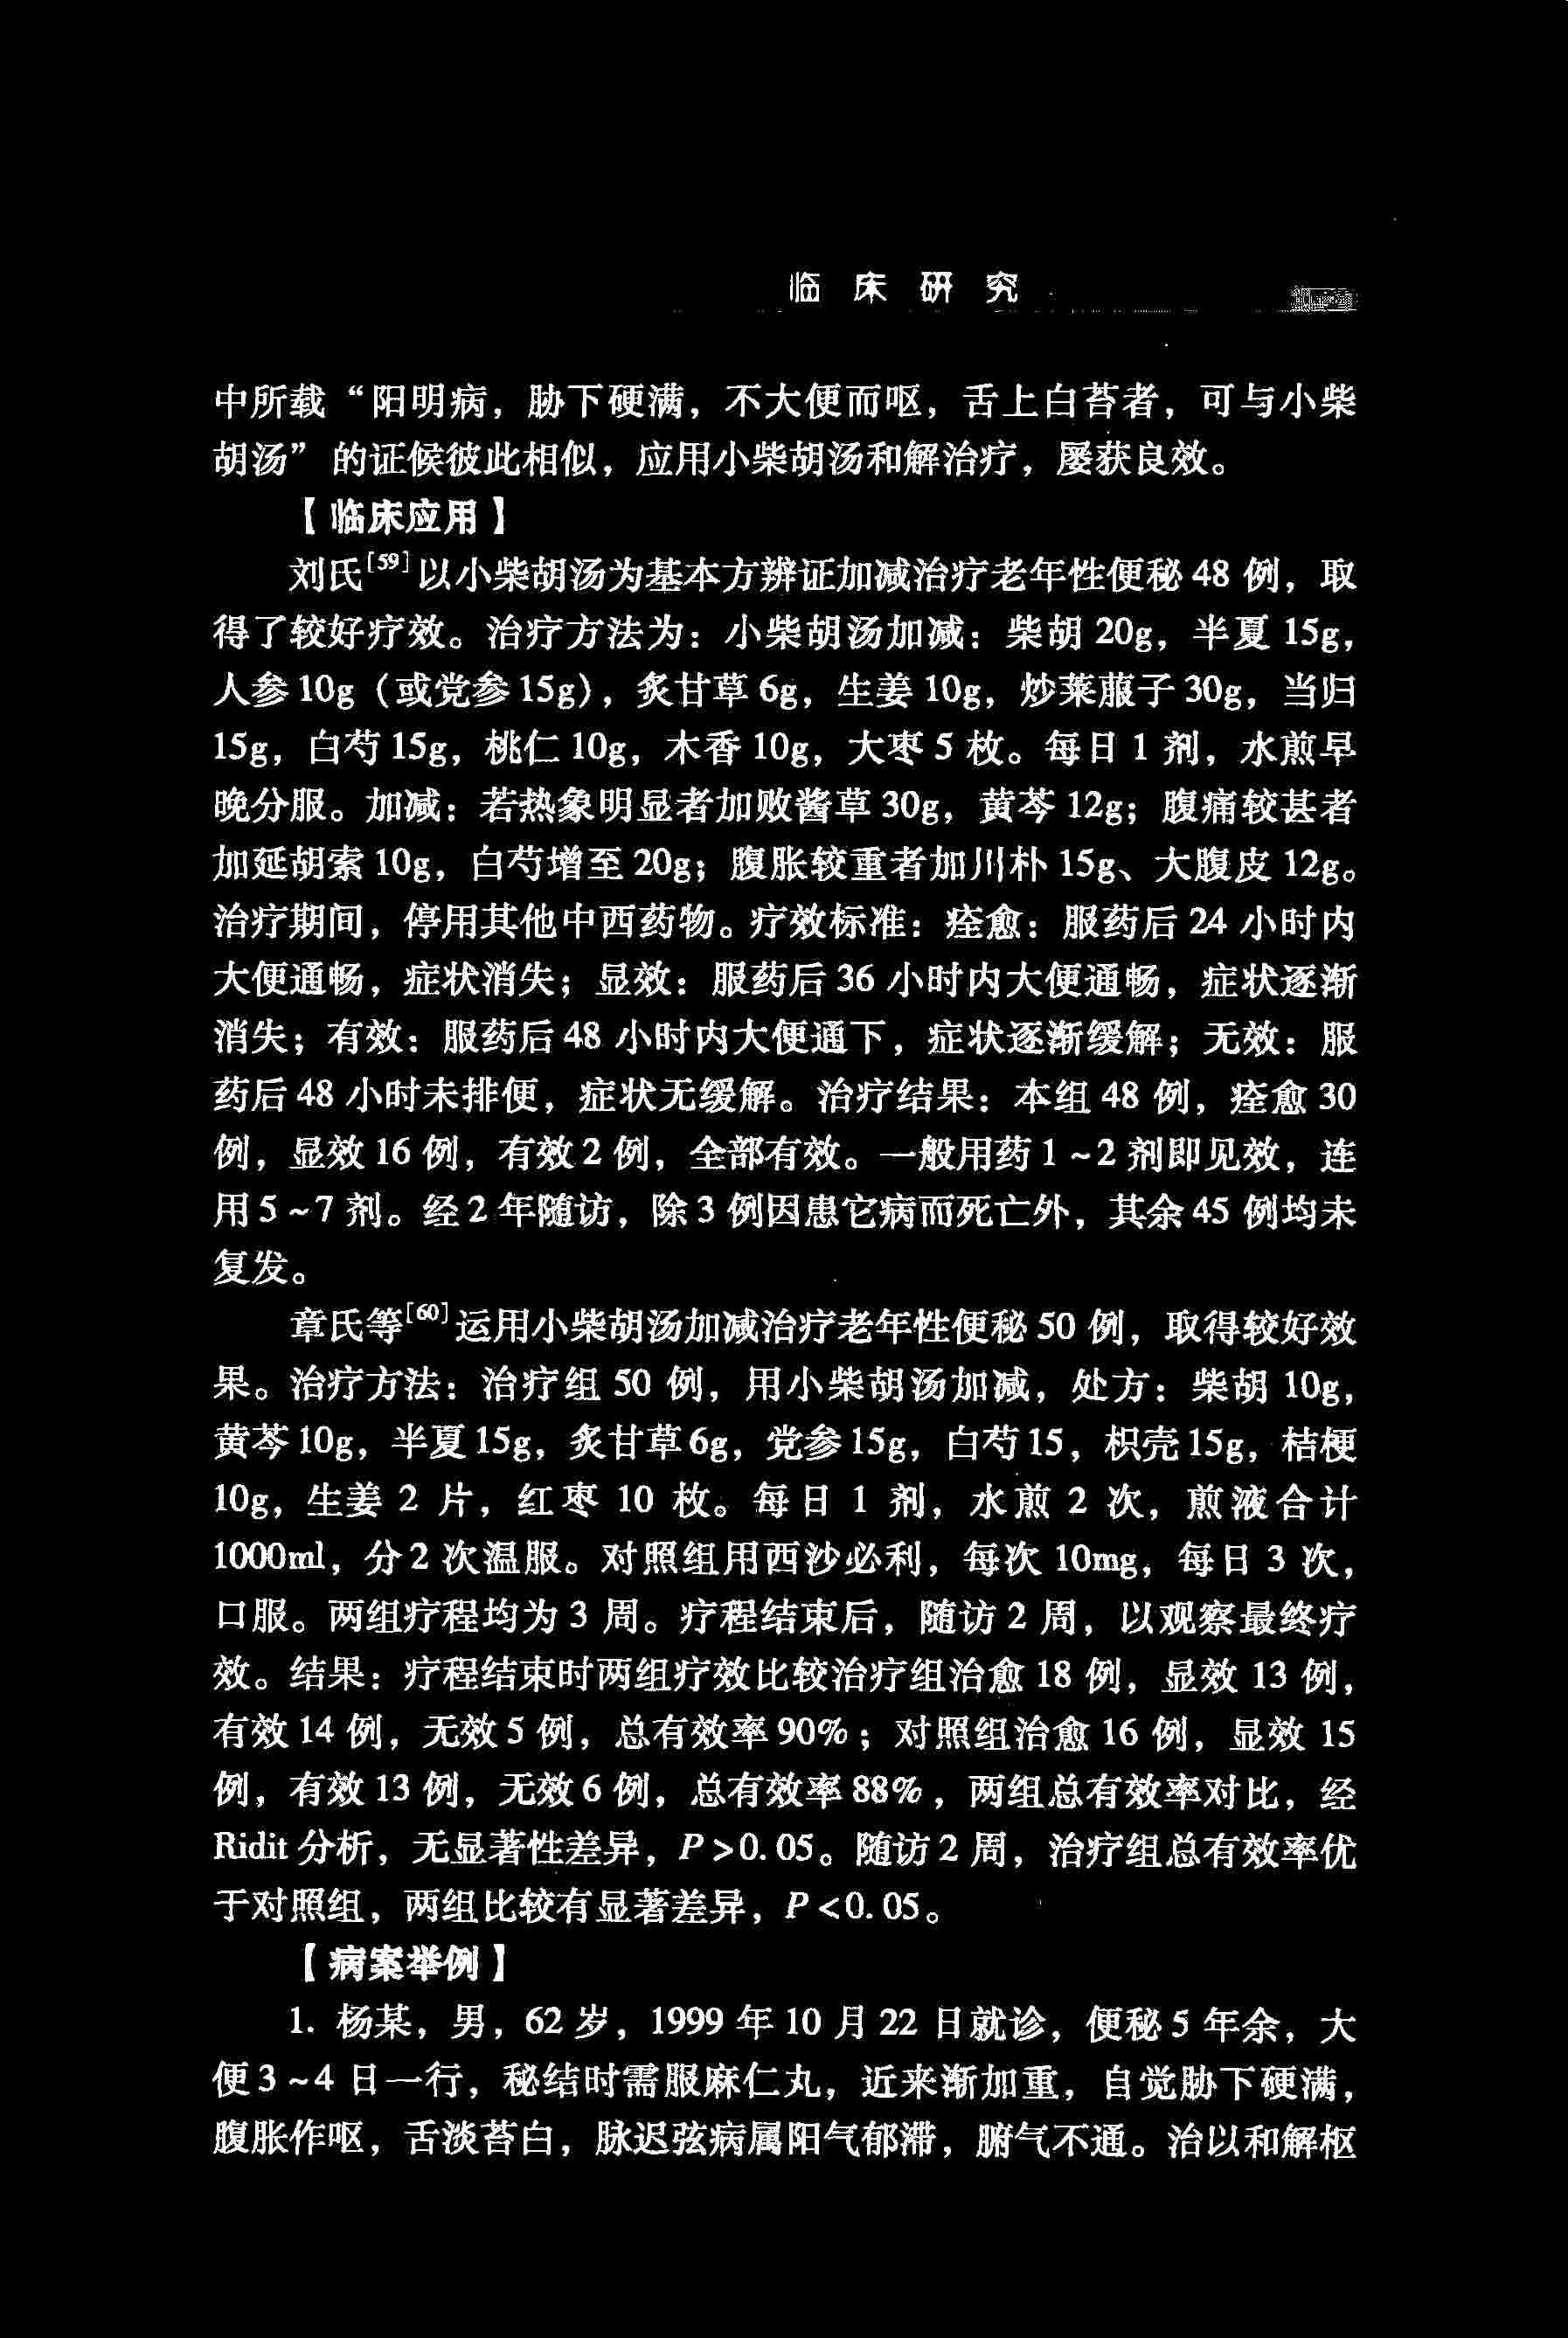 临床研究
中所载“阳明病，胁下硬满，不大便而呕，舌上白苔者，可与小柴
胡汤”的证候彼此相似，应用小柴胡汤和解治疗，屡获良效。
【临床应用】
刘氏[59]以小柴胡汤为基本方辨证加减治疗老年性便秘48例，取
得了较好疗效。治疗方法为：小柴胡汤加减：柴胡20g，半夏15g，
人参10g（或党参15g），炙甘草6g，生姜10g，炒莱菔子30g，当归
15g，白芍15g，桃仁10g，木香10g，大枣5枚。每日1剂，水煎早
晚分服。加减：若热象明显者加败酱草30g，黄芩12g；腹痛较甚者
加延胡索10g，白芍增至20g；腹胀较重者加川朴15g、大腹皮12g。
治疗期间，停用其他中西药物。疗效标准：痊愈：服药后24小时内
大便通畅，症状消失；显效：服药后36小时内大便通畅，症状逐渐
消失；有效：服药后48小时内大便通下，症状逐渐缓解；无效：服
药后48小时未排便，症状无缓解。治疗结果：本组48例，痊愈30
例，显效16例，有效2例，全部有效。一般用药1~2剂即见效，连
用5~7剂。经2年随访，除3例因患它病而死亡外，其余45例均未
复发。
章氏等[60]运用小柴胡汤加减治疗老年性便秘50例，取得较好效
果。治疗方法：治疗组50例，用小柴胡汤加减，处方：柴胡10g，
黄芩10g，半夏15g，炙甘草6g，党参15g，白芍15，枳壳15g，桔梗
10g，生姜2片，红枣10枚。每日1剂，水煎2次，煎液合计
1000ml，分2次温服。对照组用西沙必利，每次10mg，每日3次，
口服。两组疗程均为3周。疗程结束后，随访2周，以观察最终疗
效。结果：疗程结束时两组疗效比较治疗组治愈18例，显效13例，
有效14例，无效5例，总有效率90%；对照组治愈16例，显效15
例，有效13例，无效6例，总有效率88%，两组总有效率对比，经
Ridit分析，无显著性差异，P>0.05。随访2周，治疗组总有效率优
于对照组，两组比较有显著差异，P<0.05。
【病案举例】
1. 杨某，男，62岁，1999年10月22日就诊，便秘5年余，大
便3~4日一行，秘结时需服麻仁丸，近来渐加重，自觉胁下硬满，
腹胀作呕，舌淡苔白，脉迟弦病属阳气郁滞，腑气不通。治以和解枢